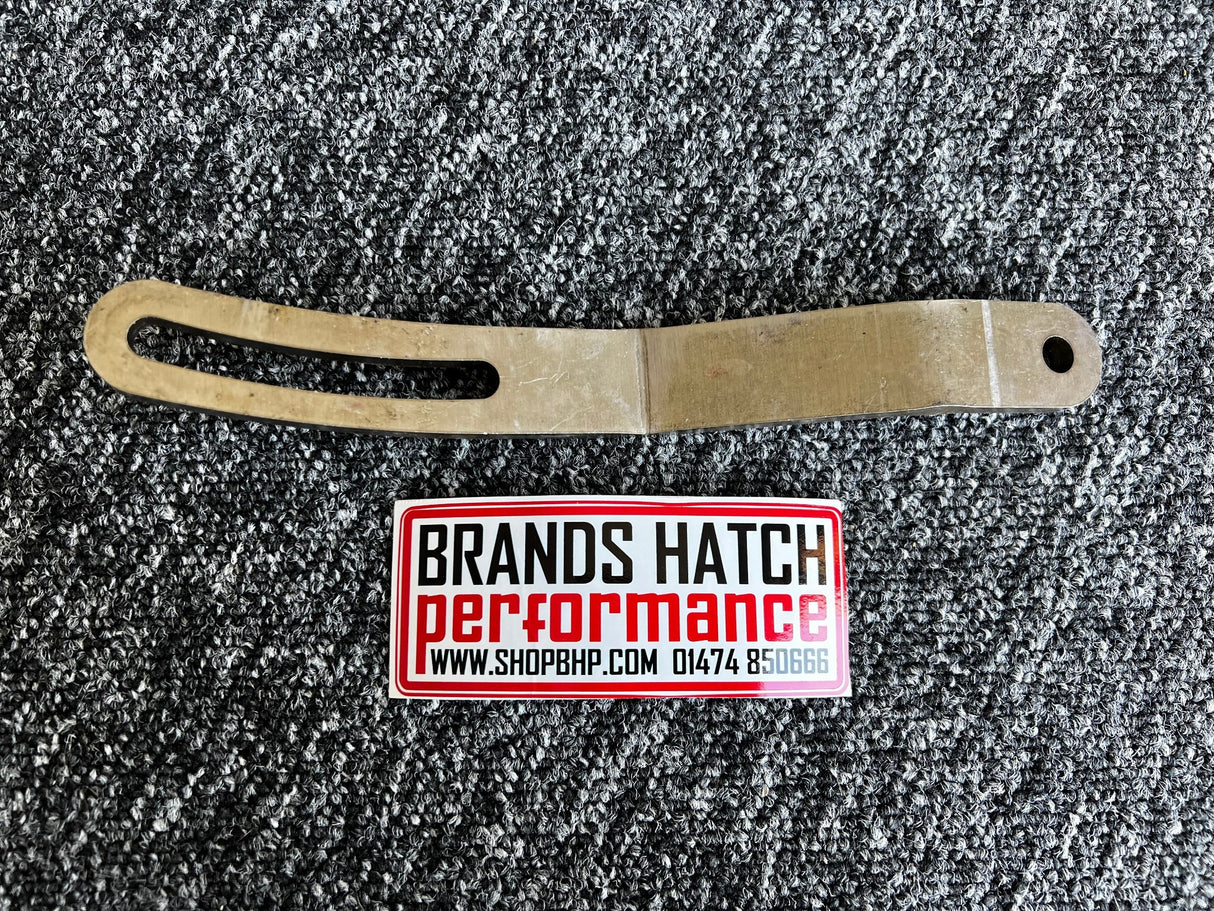 BRANDS HATCH
performance
WWW.SHOPBHP.COM 01474 850666